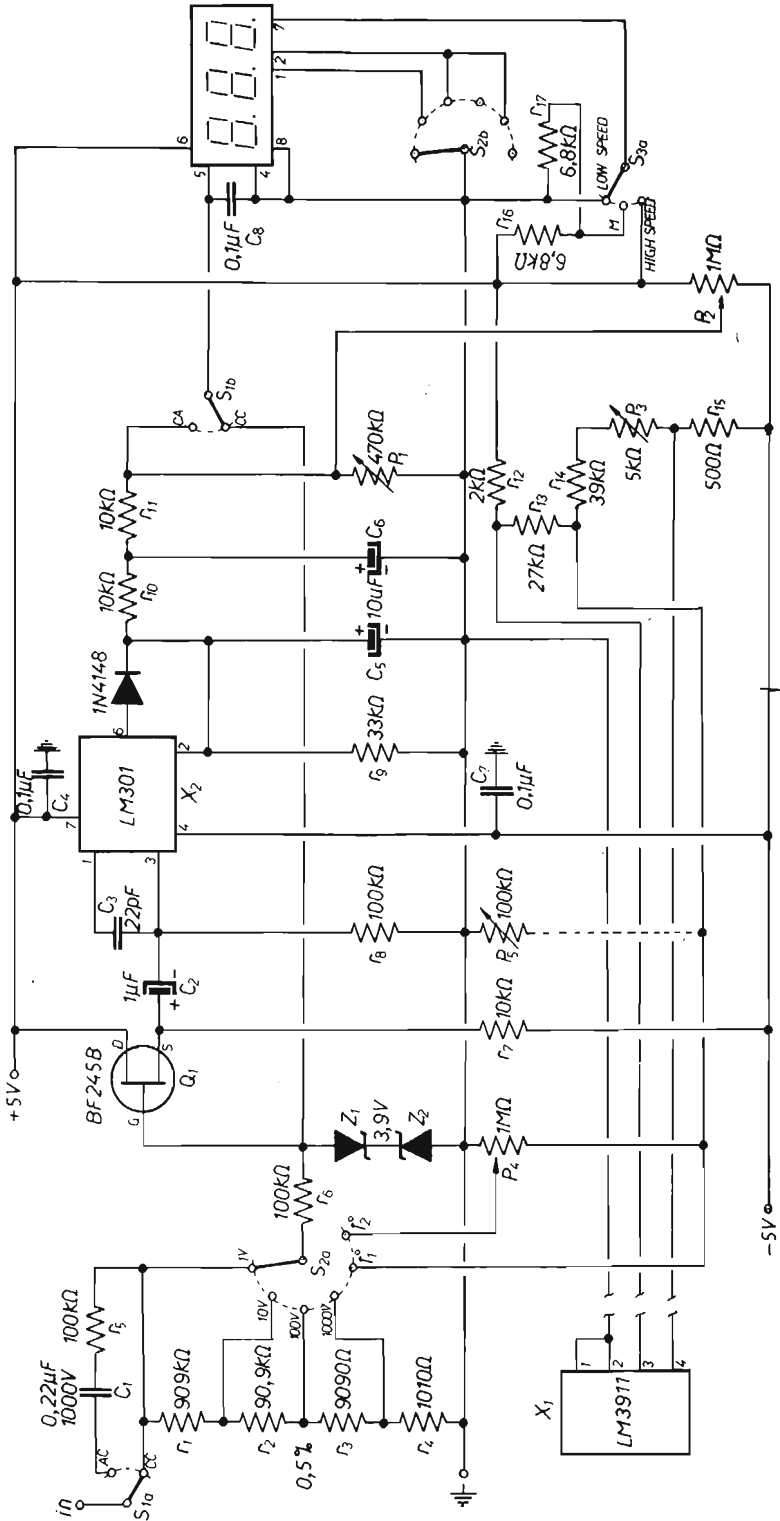 in
S1a
AC
CC
0,22µF
1000V
C1
100kΩ
r5
909kΩ
r1
90,9kΩ
r2
0,5%
9090Ω
r3
1010Ω
r4
1V
10V
100V
1000V
r°1
r°2
S2a
100kΩ
r6
X1
LM3911
1
2
3
4
+5V
BF245B
G
D
S
Q1
Z1
3,9V
Z2
1MΩ
P4
10kΩ
r7
1µF
+
-
C2
C3
22pF
100kΩ
r8
100kΩ
P5
0,1µF
C4
7
1
3
LM301
6
2
4
X2
1N4148
33kΩ
r9
C7
0,1µF
10kΩ
r10
10kΩ
r11
+
-
C5
10uF
+
-
C6
470kΩ
P1
CA
CC
S1b
2kΩ
r12
r13
27kΩ
r14
39kΩ
P3
5kΩ
r15
500Ω
-5V
0,1µF
C8
5
4
6
8
1
2
7
S2b
r16
6,8kΩ
r17
6,8kΩ
LOW SPEED
M
HIGH SPEED
S3a
1MΩ
P2